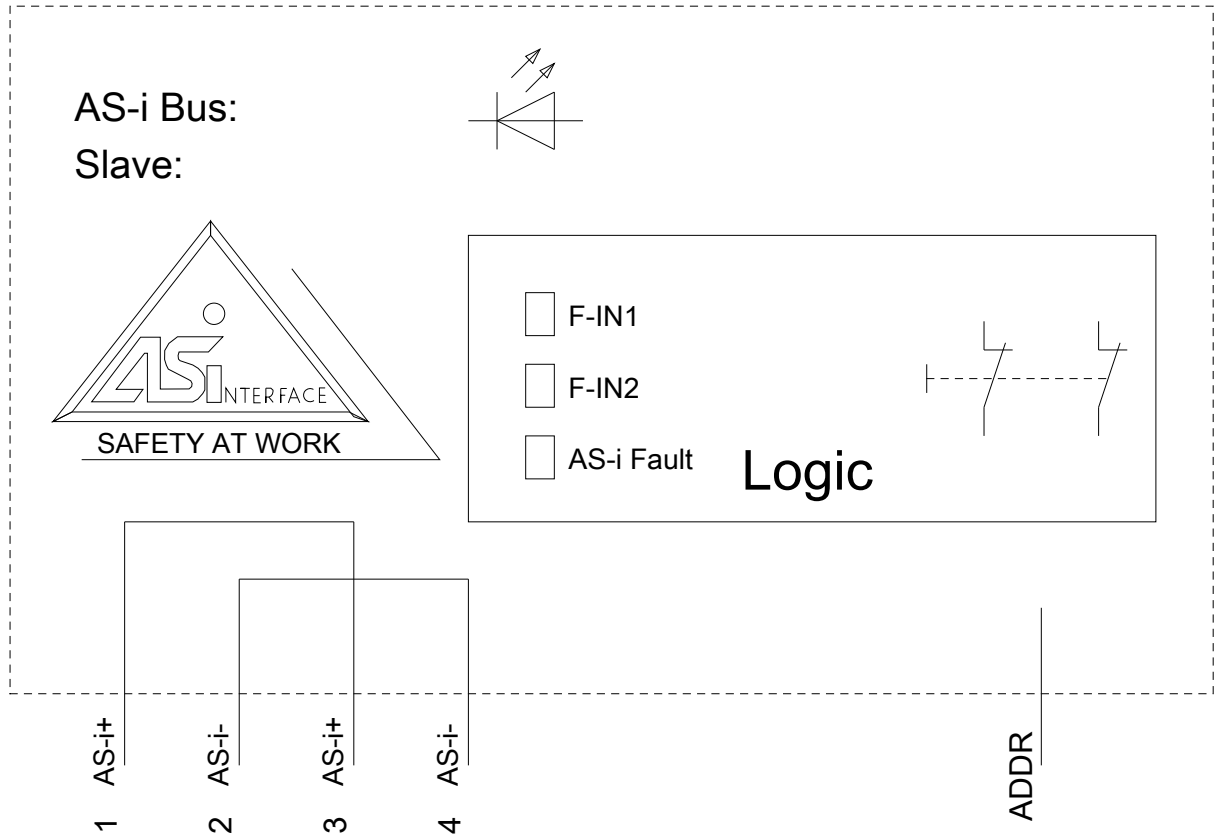 AS-i Bus:
Slave:
ASi
INTERFACE
SAFETY AT WORK
F-IN1
F-IN2
AS-i Fault
Logic
1 AS-i+
2 AS-i-
3 AS-i+
4 AS-i-
ADDR